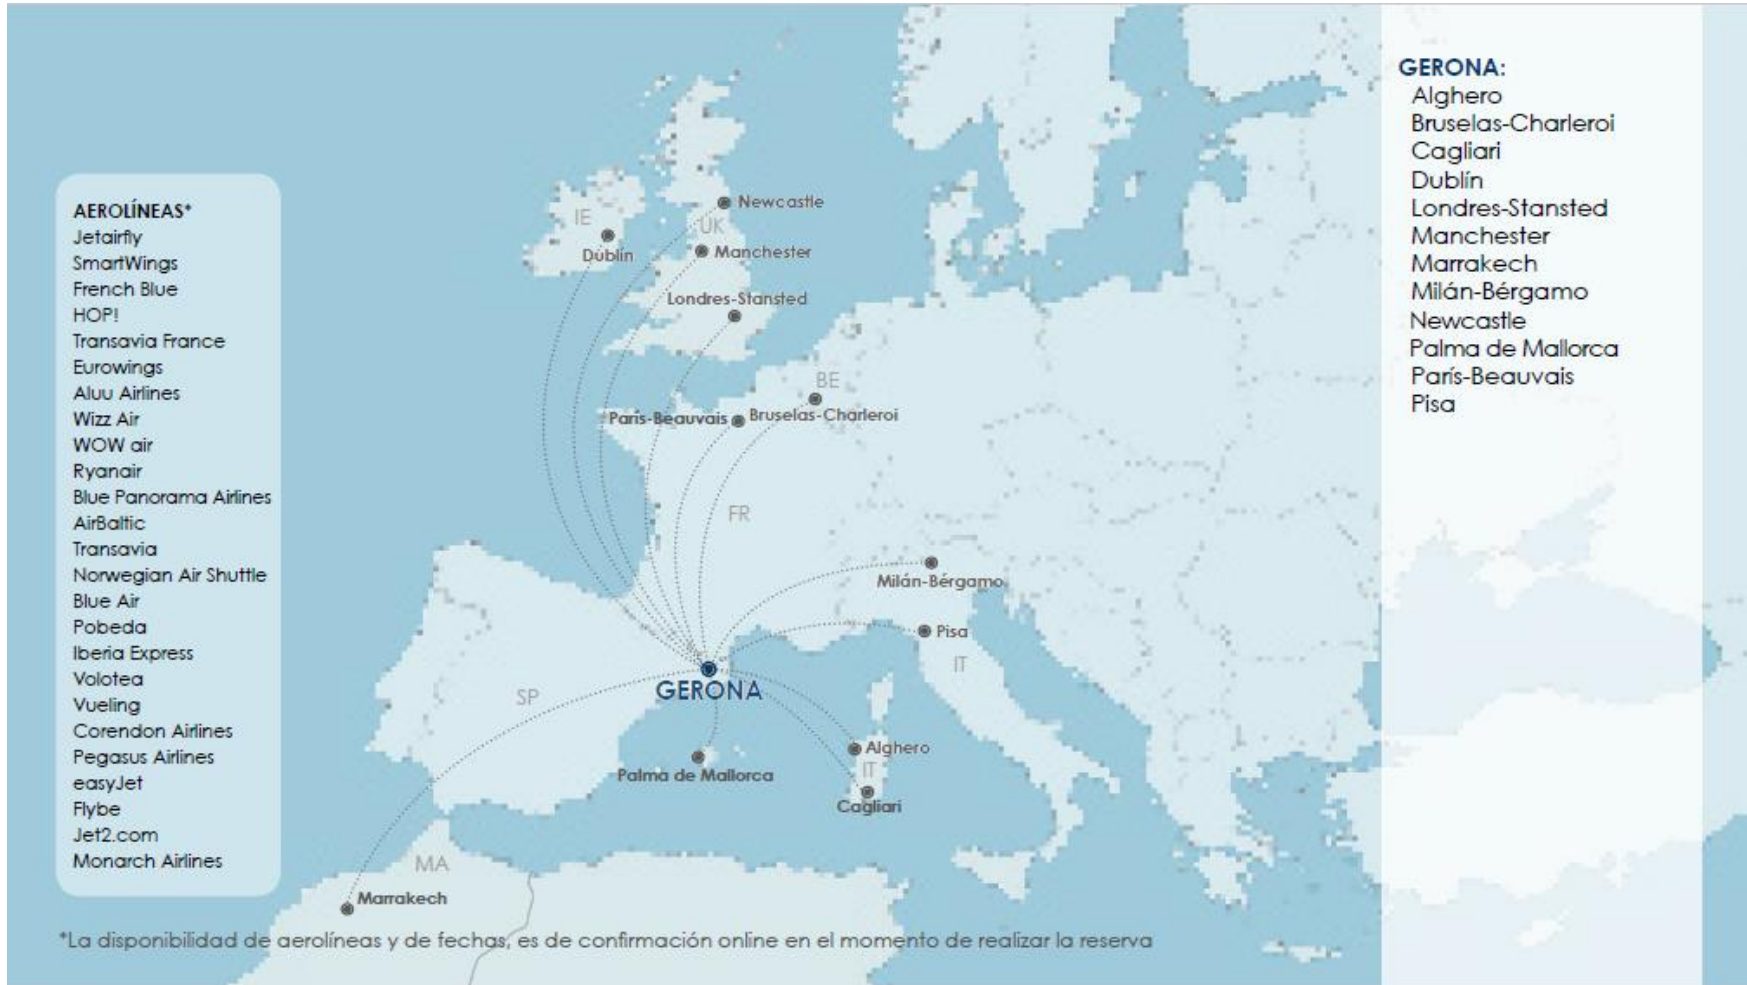 AEROLÍNEAS*
Jetairfly
SmartWings
French Blue
HOP!
Transavia France
Eurowings
Aluu Airlines
Wizz Air
WOW air
Ryanair
Blue Panorama Airlines
AirBaltic
Transavia
Norwegian Air Shuttle
Blue Air
Pobeda
Iberia Express
Volotea
Vueling
Corendon Airlines
Pegasus Airlines
easyJet
Flybe
Jet2.com
Monarch Airlines
Newcastle
IE
UK
Dublín
Manchester
Londres-Stansted
BE
París-Beauvais
Bruselas-Charleroi
FR
Milán-Bérgamo
Pisa
IT
GERONA
SP
Alghero
IT
Palma de Mallorca
Cagliari
MA
Marrakech
*La disponibilidad de aerolíneas y de fechas, es de confirmación online en el momento de realizar la reserva
GERONA:
Alghero
Bruselas-Charleroi
Cagliari
Dublín
Londres-Stansted
Manchester
Marrakech
Milán-Bérgamo
Newcastle
Palma de Mallorca
París-Beauvais
Pisa